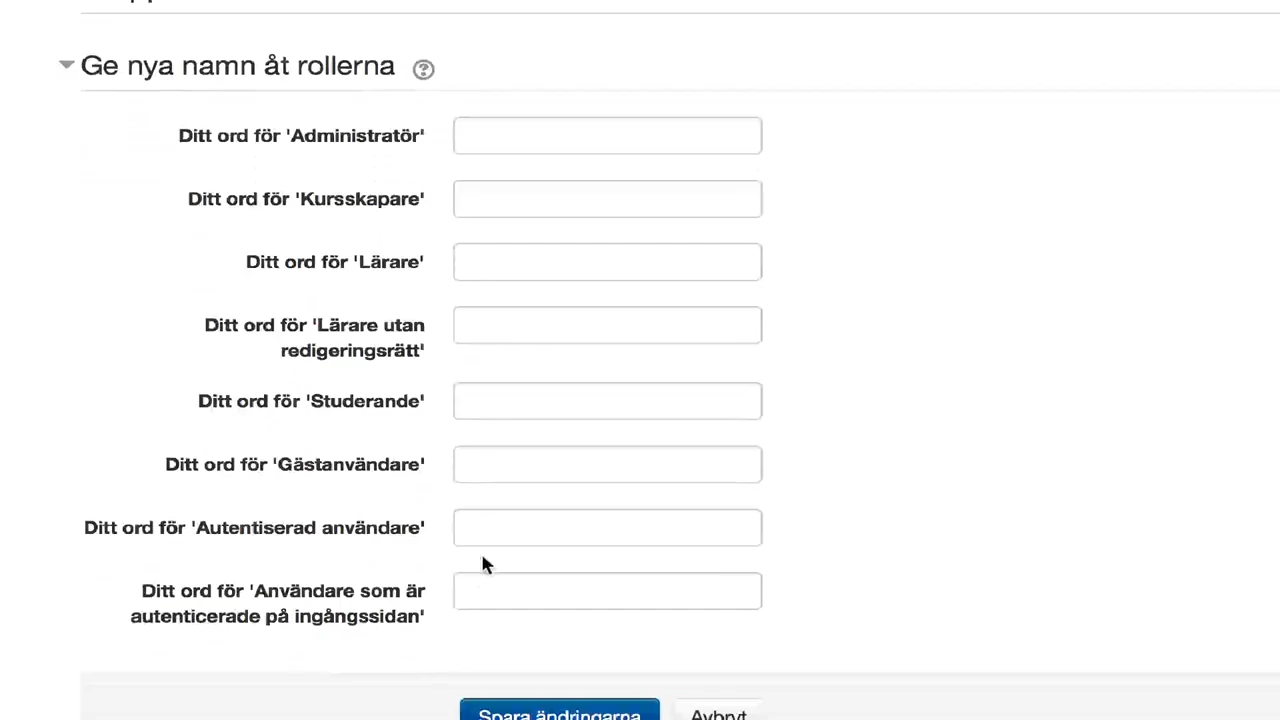 Ge nya namn åt rollerna
Ditt ord för 'Administratör'
Ditt ord för 'Kursskapare'
Ditt ord för 'Lärare'
Ditt ord för 'Lärare utan
redigeringsrätt'
Ditt ord för 'Studerande'
Ditt ord för 'Gästanvändare'
Ditt ord för 'Autentiserad användare'
Ditt ord för 'Användare som är
autenticerade på ingångssidan'
Spara ändringarna Avbryt